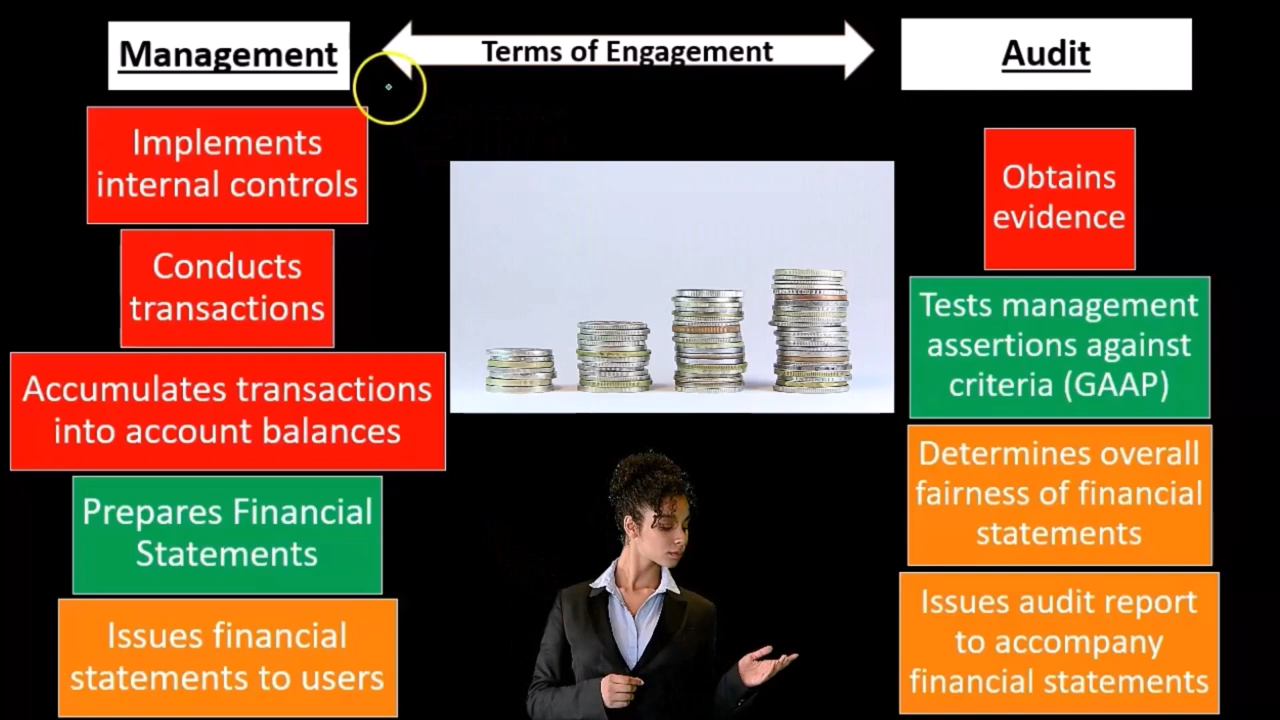 Management
Terms of Engagement
Audit
Implements
internal controls
Conducts
transactions
Accumulates transactions
into account balances
Prepares Financial
Statements
Issues financial
statements to users
Obtains
evidence
Tests management
assertions against
criteria (GAAP)
Determines overall
fairness of financial
statements
Issues audit report
to accompany
financial statements